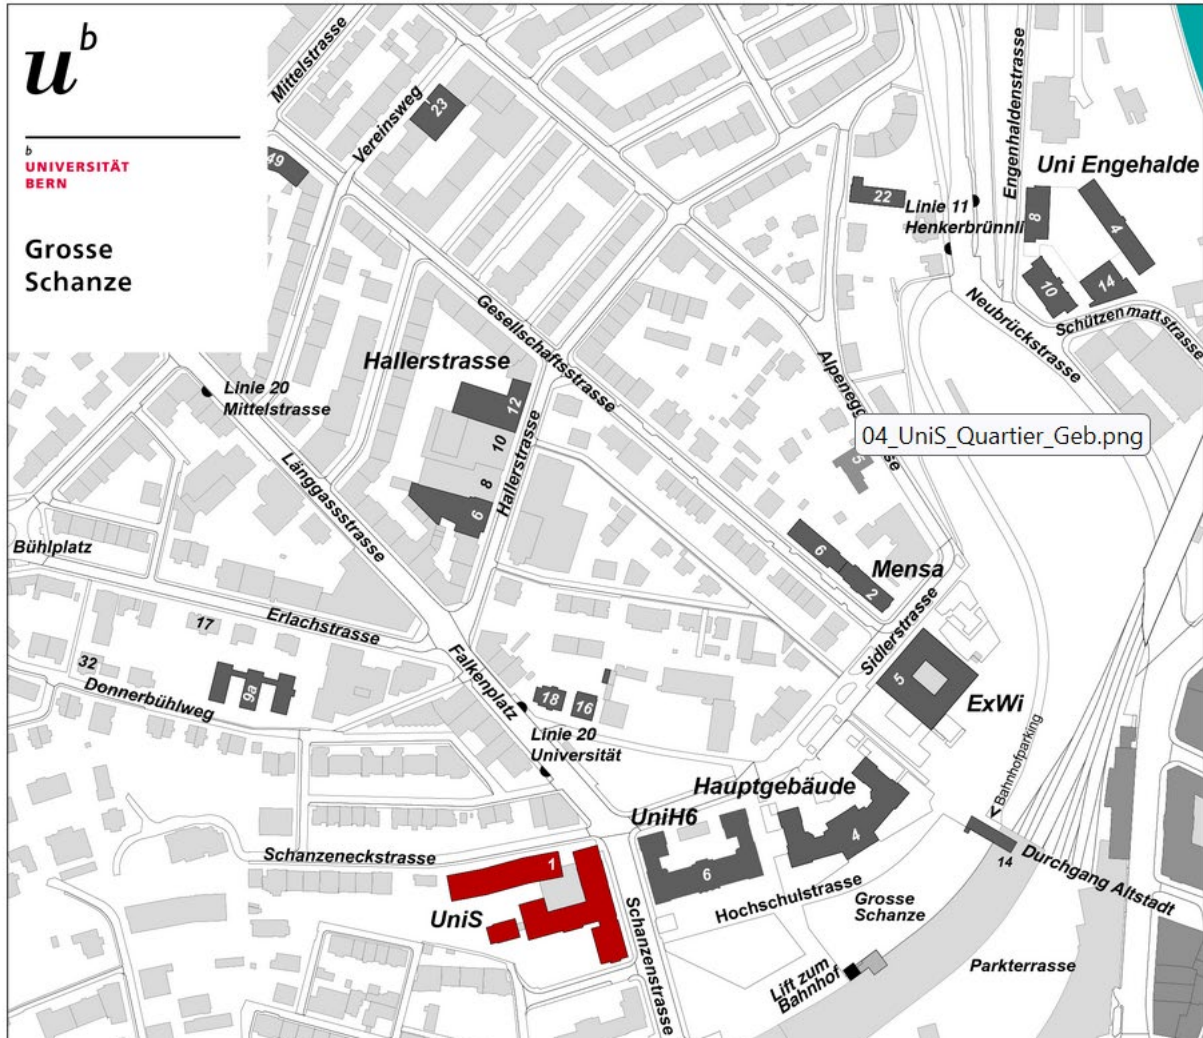 u^b
b
UNIVERSITÄT
BERN
Grosse
Schanze
Mittelstrasse
Vereinsweg
23
49
Engehaldenstrasse
Uni Engehalde
22
Linie 11
Henkerbrünnli
8
4
10
14
Neubrückstrasse
Schützenmattstrasse
Gesellschaftsstrasse
Hallerstrasse
Linie 20
Mittelstrasse
12
10
8
6
Hallerstrasse
Länggassstrasse
04_UniS_Quartier_Geb.png
5
Bühlplatz
6
2
Mensa
Sidlerstrasse
Erlachstrasse
17
32
9a
Donnerbühlweg
Falkenplatz
18
16
Linie 20
Universität
5
ExWi
Bahnhofparking
Hauptgebäude
UniH6
4
6
14
Durchgang Altstadt
Schanzeneckstrasse
1
UniS
Hochschulstrasse
Grosse
Schanze
Schanzenstrasse
Lift zum
Bahnhof
Parkterrasse